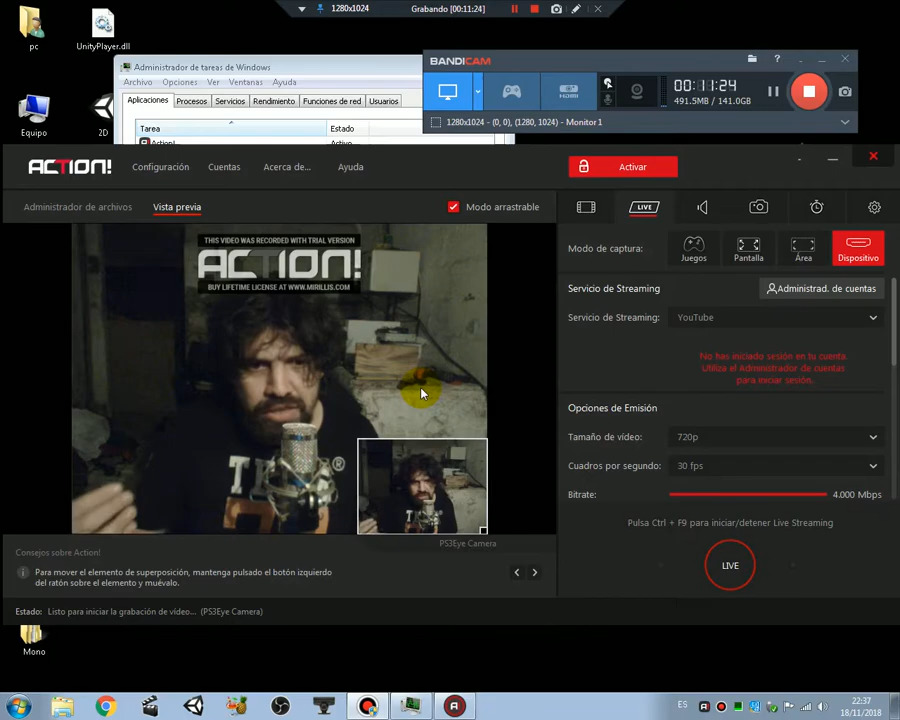 1280x1024
Grabando [00:11:24]
pc
UnityPlayer.dll
Administrador de tareas de Windows
Archivo Opciones Ver Ventanas Ayuda
Aplicaciones Procesos Servicios Rendimiento Funciones de red Usuarios
Tarea Estado
Equipo
2D
BANDICAM
HDMI
00:11:24
491.5MB / 141.0GB
1280x1024 - (0, 0), (1280, 1024) - Monitor 1
ACTION!
Configuración Cuentas Acerca de... Ayuda
Activar
Administrador de archivos Vista previa
Modo arrastrable
LIVE
THIS VIDEO WAS RECORDED WITH TRIAL VERSION
ACTION!
BUY LIFETIME LICENSE AT WWW.MIRILLIS.COM
Modo de captura:
Juegos
Pantalla
Área
Dispositivo
Servicio de Streaming
Administrad. de cuentas
Servicio de Streaming: YouTube
No has iniciado sesión en tu cuenta.
Utiliza el Administrador de cuentas
para iniciar sesión.
Opciones de Emisión
Tamaño de vídeo: 720p
Cuadros por segundo: 30 fps
Bitrate: 4.000 Mbps
Pulsa Ctrl + F9 para iniciar/detener Live Streaming
LIVE
PS3Eye Camera
Consejos sobre Action!
Para mover el elemento de superposición, mantenga pulsado el botón izquierdo
del ratón sobre el elemento y muévalo.
Estado: Listo para iniciar la grabación de vídeo... (PS3Eye Camera)
Mono
ES
22:37
18/11/2018